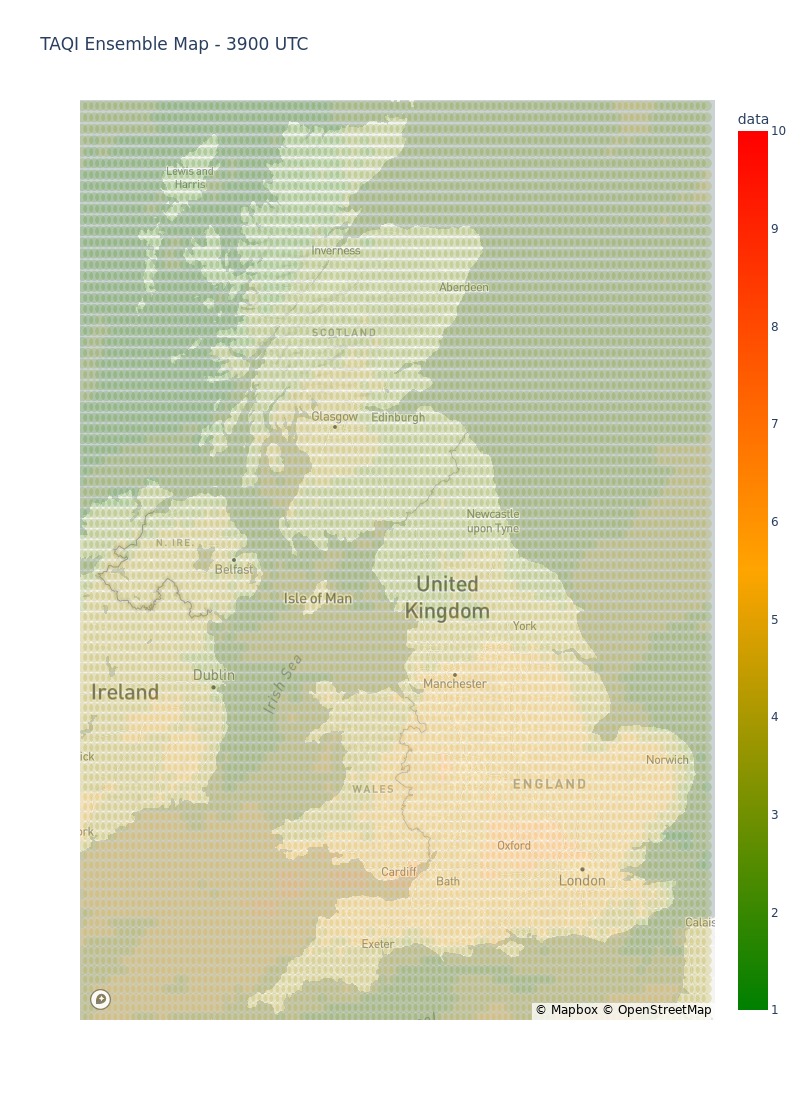 TAQI Ensemble Map - 3900 UTC
data
10
9
8
7
6
5
4
3
2
1
Lewis and
Harris
Inverness
Aberdeen
SCOTLAND
Glasgow
Edinburgh
Newcastle
upon Tyne
N. IRE.
Belfast
Isle of Man
United
Kingdom
York
Irish Sea
Dublin
Manchester
Ireland
ick
Norwich
WALES
ENGLAND
ork
Oxford
Cardiff
Bath
London
Calais
Exeter
© Mapbox © OpenStreetMap